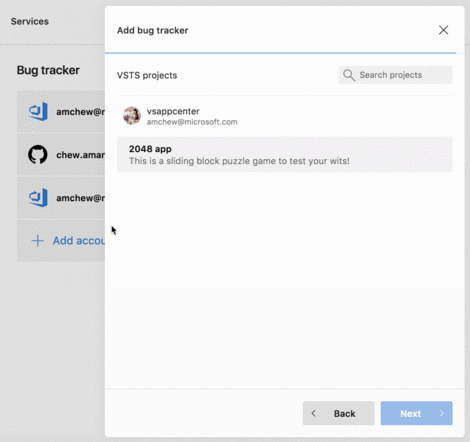 Services
Bug tracker
amchew@
chew.aman
amchew@
Add accou
Add bug tracker
VSTS projects
Search projects
vsappcenter
amchew@microsoft.com
2048 app
This is a sliding block puzzle game to test your wits!
Back
Next